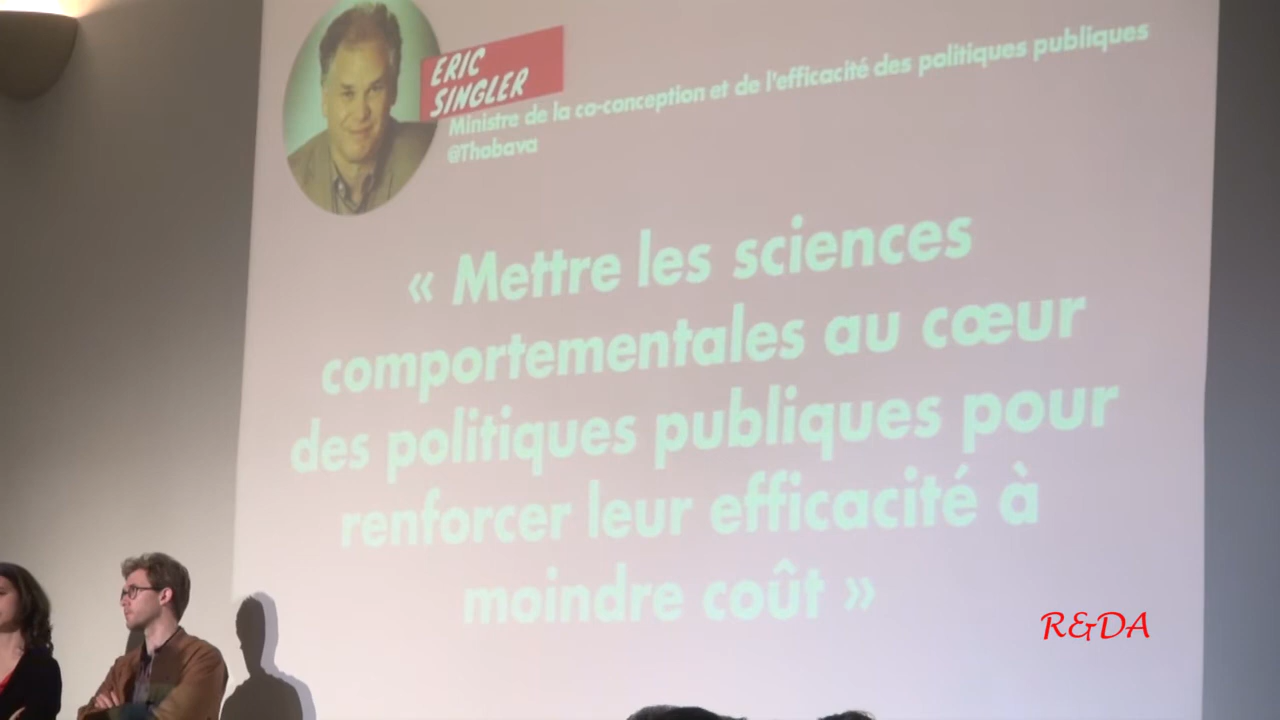 ERIC
SINGLER
Ministre de la co-conception et de l'efficacité des politiques publiques
@Thobava
« Mettre les sciences
comportementales au cœur
des politiques publiques pour
renforcer leur efficacité à
moindre coût »
R&DA